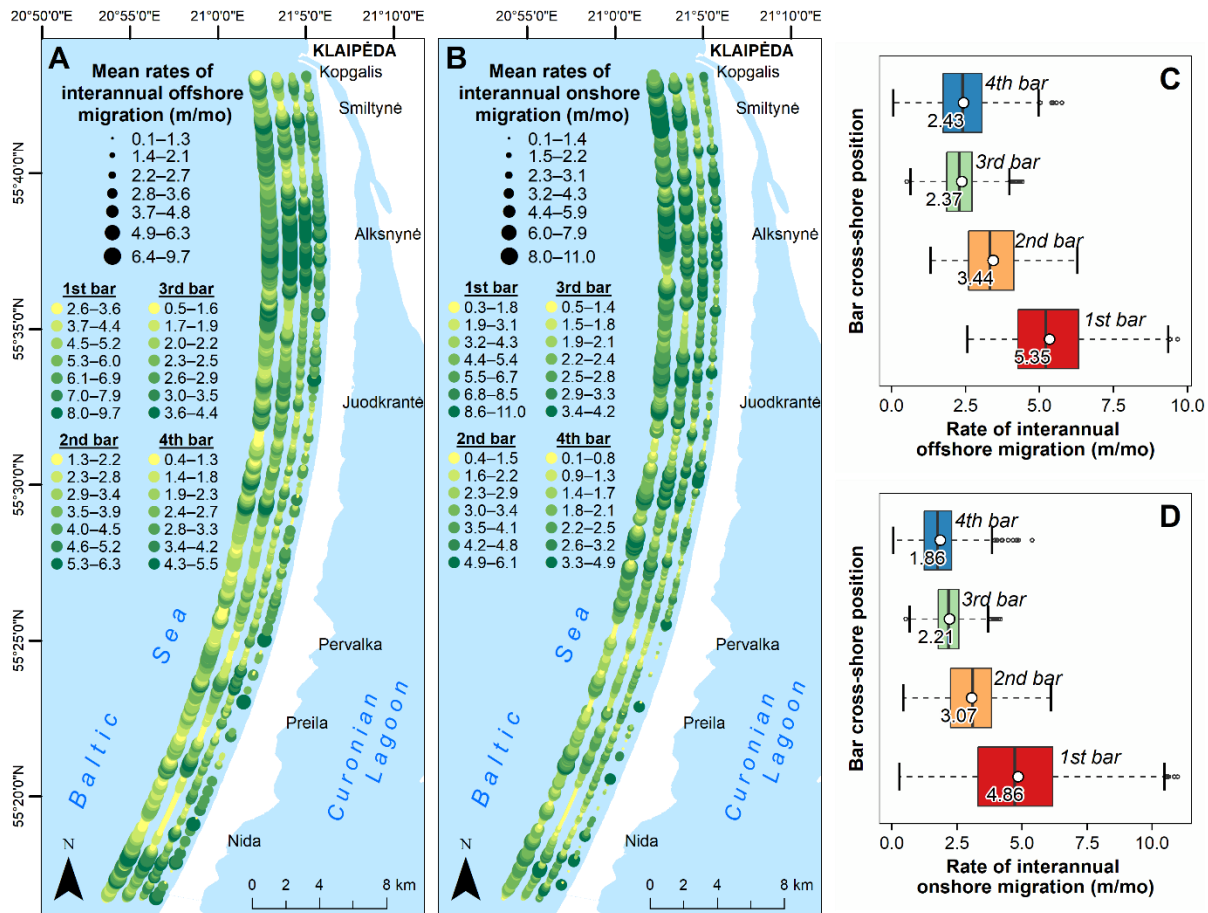 20°50'0"E 20°55'0"E 21°0'0"E 21°5'0"E 21°10'0"E
A
Mean rates of
interannual offshore
migration (m/mo)
0.1–1.3
1.4–2.1
2.2–2.7
2.8–3.6
3.7–4.8
4.9–6.3
6.4–9.7
1st bar
2.6–3.6
3.7–4.4
4.5–5.2
5.3–6.0
6.1–6.9
7.0–7.9
8.0–9.7
3rd bar
0.5–1.6
1.7–1.9
2.0–2.2
2.3–2.5
2.6–2.9
3.0–3.5
3.6–4.4
2nd bar
1.3–2.2
2.3–2.8
2.9–3.4
3.5–3.9
4.0–4.5
4.6–5.2
5.3–6.3
4th bar
0.4–1.3
1.4–1.8
1.9–2.3
2.4–2.7
2.8–3.3
3.4–4.2
4.3–5.5
KLAIPĖDA
Kopgalis
Smiltynė
Alksnynė
Juodkrantė
Pervalka
Preila
Nida
Baltic Sea
Curonian
Lagoon
N
0 2 4 8 km
55°40'0"N
55°35'0"N
55°30'0"N
55°25'0"N
55°20'0"N
20°50'0"E 20°55'0"E 21°0'0"E 21°5'0"E 21°10'0"E
B
Mean rates of
interannual onshore
migration (m/mo)
0.1–1.4
1.5–2.2
2.3–3.1
3.2–4.3
4.4–5.9
6.0–7.9
8.0–11.0
1st bar
0.3–1.8
1.9–3.1
3.2–4.3
4.4–5.4
5.5–6.7
6.8–8.5
8.6–11.0
3rd bar
0.5–1.4
1.5–1.8
1.9–2.1
2.2–2.4
2.5–2.8
2.9–3.3
3.4–4.2
2nd bar
0.4–1.5
1.6–2.2
2.3–2.9
3.0–3.4
3.5–4.1
4.2–4.8
4.9–6.1
4th bar
0.1–0.8
0.9–1.3
1.4–1.7
1.8–2.1
2.2–2.5
2.6–3.2
3.3–4.9
KLAIPĖDA
Kopgalis
Smiltynė
Alksnynė
Juodkrantė
Pervalka
Preila
Nida
Baltic Sea
Curonian
Lagoon
N
0 2 4 8 km
C
Bar cross-shore position
4th bar
2.43
3rd bar
2.37
2nd bar
3.44
1st bar
5.35
0.0 2.5 5.0 7.5 10.0
Rate of interannual
offshore migration (m/mo)
D
Bar cross-shore position
4th bar
1.86
3rd bar
2.21
2nd bar
3.07
1st bar
4.86
0.0 2.5 5.0 7.5 10.0
Rate of interannual
onshore migration (m/mo)